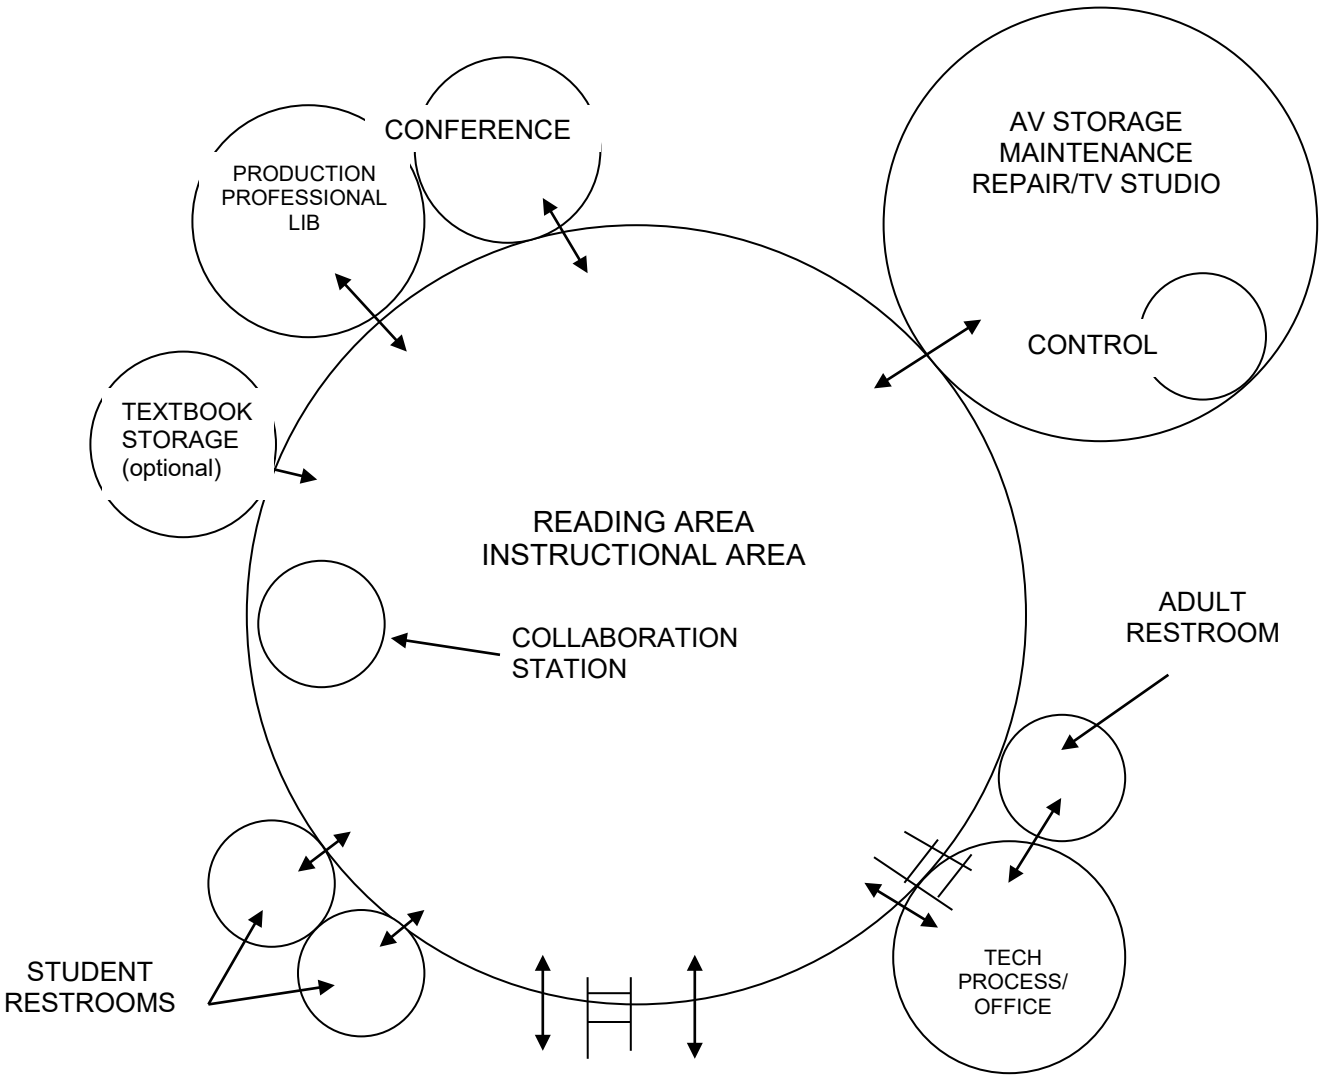 CONFERENCE
PRODUCTION
PROFESSIONAL
LIB
AV STORAGE
MAINTENANCE
REPAIR/TV STUDIO
CONTROL
TEXTBOOK
STORAGE
(optional)
READING AREA
INSTRUCTIONAL AREA
COLLABORATION
STATION
ADULT
RESTROOM
STUDENT
RESTROOMS
TECH
PROCESS/
OFFICE